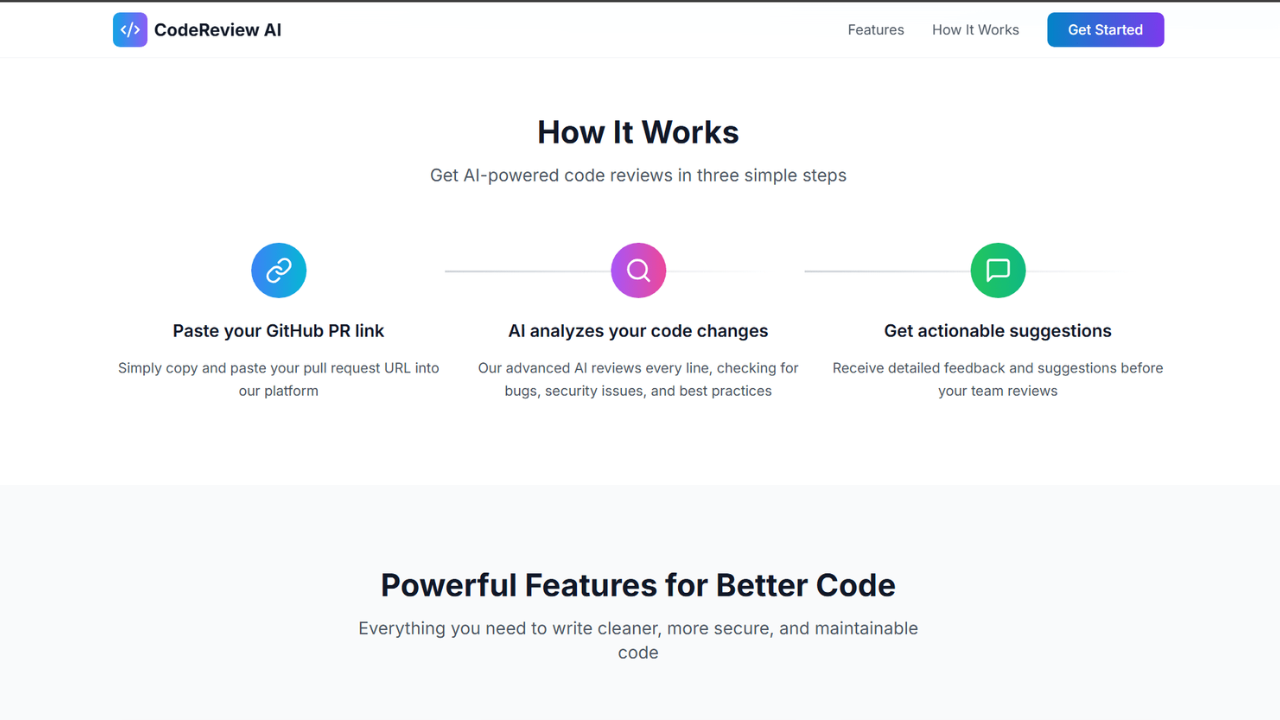 CodeReview AI
Features
How It Works
Get Started
How It Works
Get AI-powered code reviews in three simple steps
Paste your GitHub PR link
Simply copy and paste your pull request URL into
our platform
AI analyzes your code changes
Our advanced AI reviews every line, checking for
bugs, security issues, and best practices
Get actionable suggestions
Receive detailed feedback and suggestions before
your team reviews
Powerful Features for Better Code
Everything you need to write cleaner, more secure, and maintainable
code